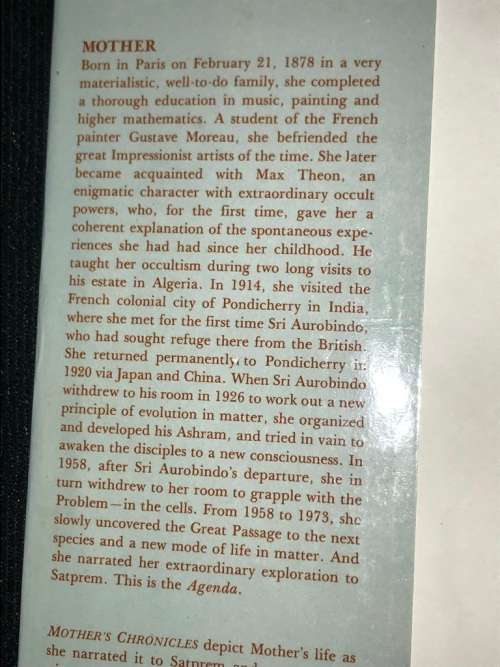 MOTHER
Born in Paris on February 21, 1878 in a very
materialistic, well-to-do family, she completed
a thorough education in music, painting and
higher mathematics. A student of the French
painter Gustave Moreau, she befriended the
great Impressionist artists of the time. She later
became acquainted with Max Theon, an
enigmatic character with extraordinary occult
powers, who, for the first time, gave her a
coherent explanation of the spontaneous expe-
riences she had had since her childhood. He
taught her occultism during two long visits to
his estate in Algeria. In 1914, she visited the
French colonial city of Pondicherry in India,
where she met for the first time Sri Aurobindo,
who had sought refuge there from the British.
She returned permanently to Pondicherry in
1920 via Japan and China. When Sri Aurobindo
withdrew to his room in 1926 to work out a new
principle of evolution in matter, she organized
and developed his Ashram, and tried in vain to
awaken the disciples to a new consciousness. In
1958, after Sri Aurobindo's departure, she in
turn withdrew to her room to grapple with the
Problem—in the cells. From 1958 to 1973, she
slowly uncovered the Great Passage to the next
species and a new mode of life in matter. And
she narrated her extraordinary exploration to
Satprem. This is the Agenda.
MOTHER'S CHRONICLES depict Mother's life as
she narrated it to Satprem